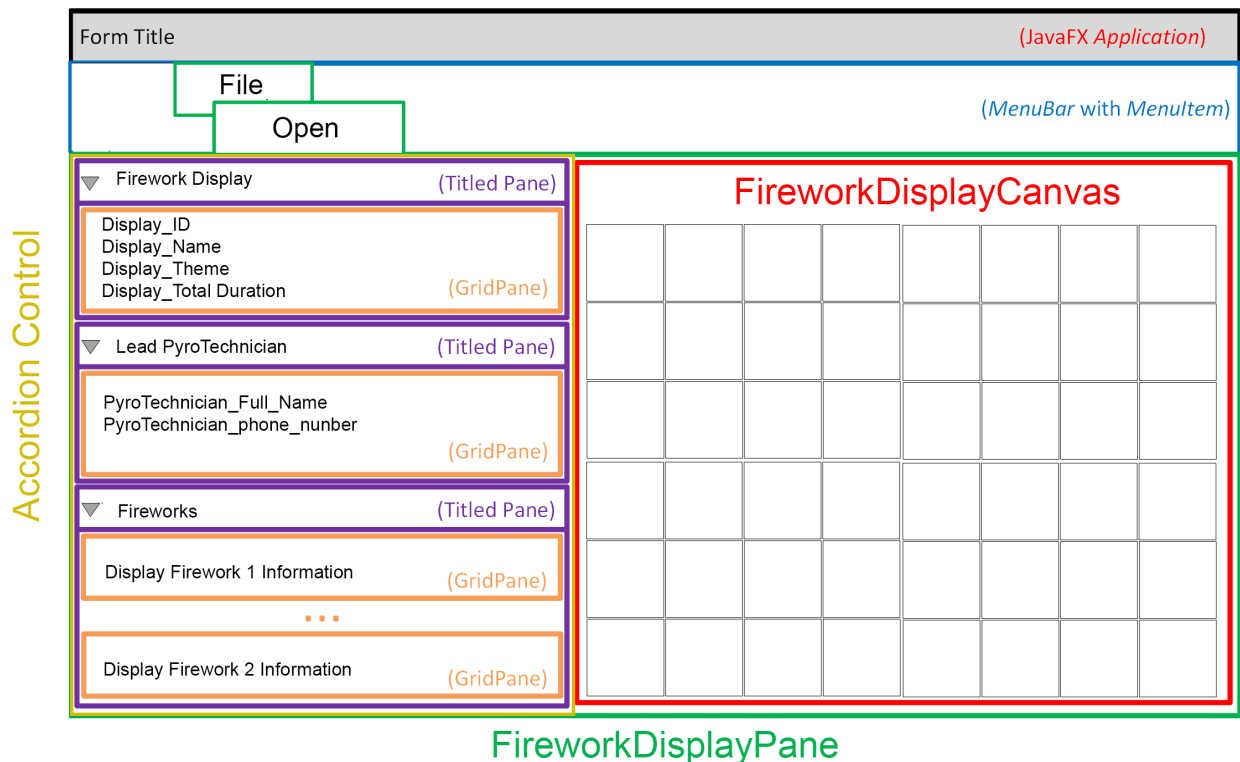 Form Title (JavaFX Application)
File
Open
(MenuBar with MenuItem)
Accordion Control
Firework Display (Titled Pane)
Display_ID
Display_Name
Display_Theme
Display_Total Duration (GridPane)
Lead PyroTechnician (Titled Pane)
PyroTechnician_Full_Name
PyroTechnician_phone_nunber
(GridPane)
Fireworks (Titled Pane)
Display Firework 1 Information (GridPane)
...
Display Firework 2 Information (GridPane)
FireworkDisplayCanvas
FireworkDisplayPane